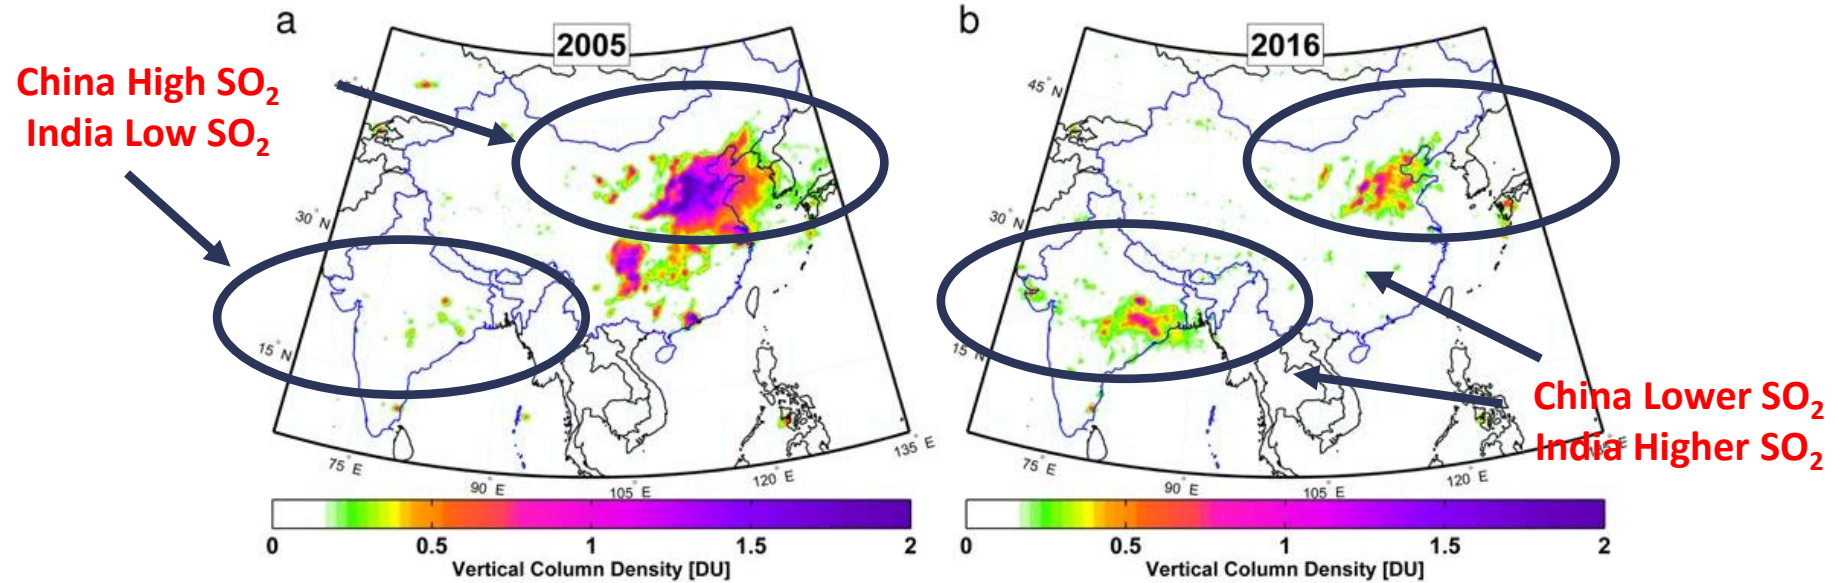 a
2005
China High SO₂
India Low SO₂
30° N
15° N
75° E
90° E
105° E
120° E
135° E
0
0.5
1
1.5
2
Vertical Column Density [DU]
b
2016
45° N
30° N
15° N
75° E
90° E
105° E
120° E
China Lower SO₂
India Higher SO₂
0
0.5
1
1.5
2
Vertical Column Density [DU]